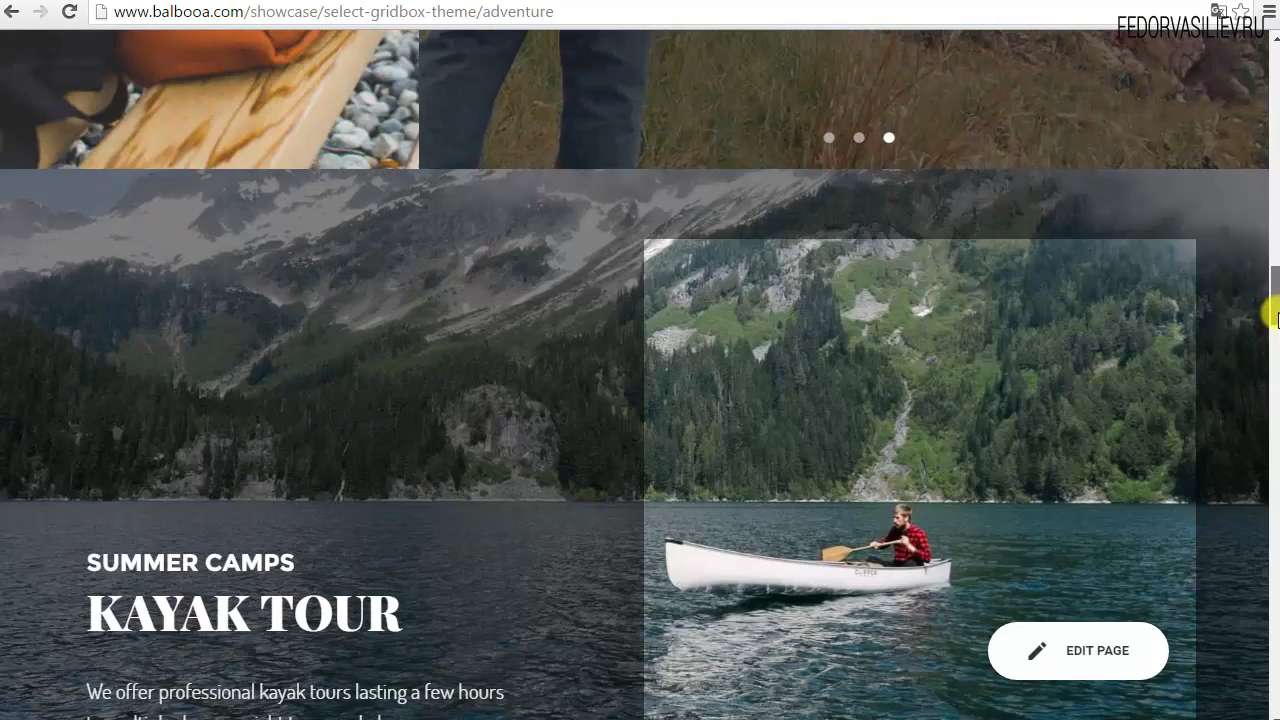 www.balbooa.com/showcase/select-gridbox-theme/adventure
FEDORVASILIEV.RU
CLIPPER
SUMMER CAMPS
KAYAK TOUR
EDIT PAGE
We offer professional kayak tours lasting a few hours